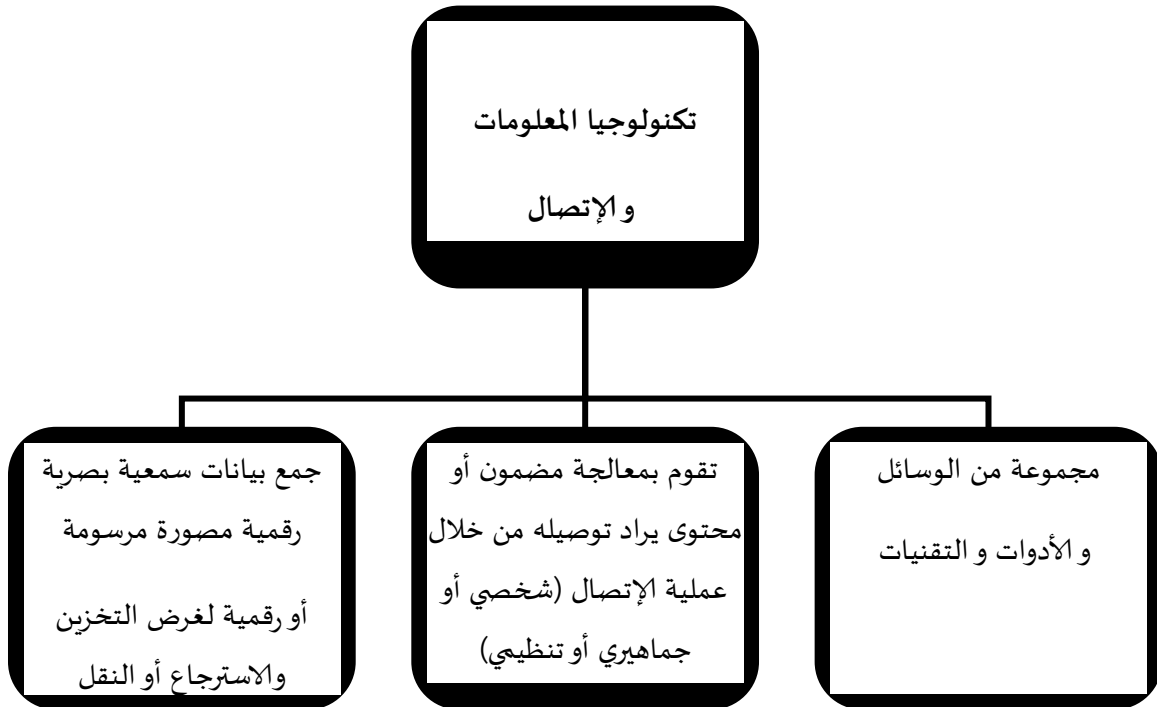 تكنولوجيا المعلومات
و الإتصال
مجموعة من الوسائل
و الأدوات و التقنيات
تقوم بمعالجة مضمون أو
محتوى يراد توصيله من خلال
عملية الإتصال (شخصي أو
جماهيري أو تنظيمي)
جمع بيانات سمعية بصرية
رقمية مصورة مرسومة
أو رقمية لغرض التخزين
والاسترجاع أو النقل